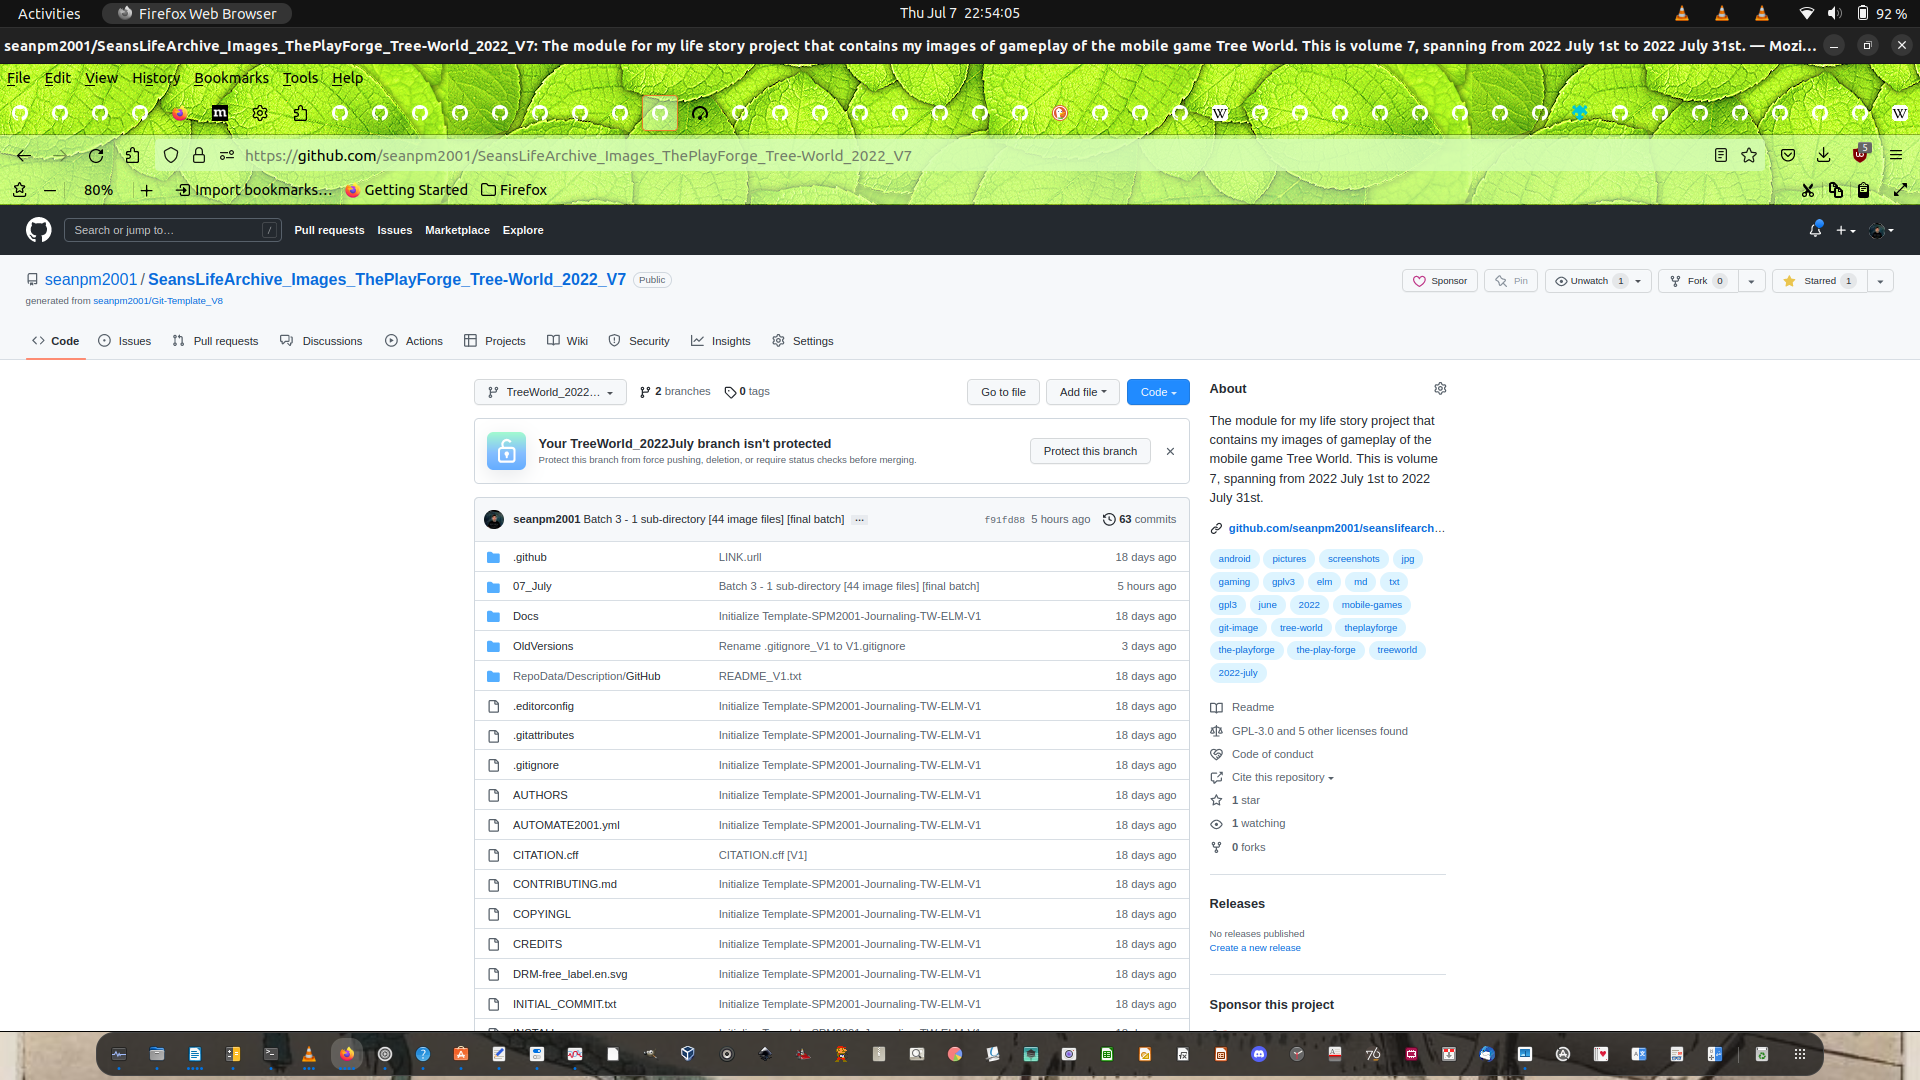 Activities
Firefox Web Browser
Thu Jul 7  22:54:05
92 %
seanpm2001/SeansLifeArchive_Images_ThePlayForge_Tree-World_2022_V7: The module for my life story project that contains my images of gameplay of the mobile game Tree World. This is volume 7, spanning from 2022 July 1st to 2022 July 31st. — Mozi…
File Edit View History Bookmarks Tools Help
https://github.com/seanpm2001/SeansLifeArchive_Images_ThePlayForge_Tree-World_2022_V7
5
80%
Import bookmarks…
Getting Started
Firefox
Search or jump to…
/
Pull requests Issues Marketplace Explore
seanpm2001 / SeansLifeArchive_Images_ThePlayForge_Tree-World_2022_V7
Public
Sponsor
Pin
Unwatch 1
Fork 0
Starred 1
generated from seanpm2001/Git-Template_V8
Code
Issues
Pull requests
Discussions
Actions
Projects
Wiki
Security
Insights
Settings
TreeWorld_2022…
2 branches
0 tags
Go to file
Add file
Code
Your TreeWorld_2022July branch isn't protected
Protect this branch from force pushing, deletion, or require status checks before merging.
Protect this branch
seanpm2001 Batch 3 - 1 sub-directory [44 image files] [final batch] …
f91fd88 5 hours ago
63 commits
.github LINK.urll 18 days ago
07_July Batch 3 - 1 sub-directory [44 image files] [final batch] 5 hours ago
Docs Initialize Template-SPM2001-Journaling-TW-ELM-V1 18 days ago
OldVersions Rename .gitignore_V1 to V1.gitignore 3 days ago
RepoData/Description/GitHub README_V1.txt 18 days ago
.editorconfig Initialize Template-SPM2001-Journaling-TW-ELM-V1 18 days ago
.gitattributes Initialize Template-SPM2001-Journaling-TW-ELM-V1 18 days ago
.gitignore Initialize Template-SPM2001-Journaling-TW-ELM-V1 18 days ago
AUTHORS Initialize Template-SPM2001-Journaling-TW-ELM-V1 18 days ago
AUTOMATE2001.yml Initialize Template-SPM2001-Journaling-TW-ELM-V1 18 days ago
CITATION.cff CITATION.cff [V1] 18 days ago
CONTRIBUTING.md Initialize Template-SPM2001-Journaling-TW-ELM-V1 18 days ago
COPYINGL Initialize Template-SPM2001-Journaling-TW-ELM-V1 18 days ago
CREDITS Initialize Template-SPM2001-Journaling-TW-ELM-V1 18 days ago
DRM-free_label.en.svg Initialize Template-SPM2001-Journaling-TW-ELM-V1 18 days ago
INITIAL_COMMIT.txt Initialize Template-SPM2001-Journaling-TW-ELM-V1 18 days ago
About
The module for my life story project that
contains my images of gameplay of the
mobile game Tree World. This is volume
7, spanning from 2022 July 1st to 2022
July 31st.
github.com/seanpm2001/seanslifearch…
android pictures screenshots jpg
gaming gplv3 elm md txt
gpl3 june 2022 mobile-games
git-image tree-world theplayforge
the-playforge the-play-forge treeworld
2022-july
Readme
GPL-3.0 and 5 other licenses found
Code of conduct
Cite this repository
1 star
1 watching
0 forks
Releases
No releases published
Create a new release
Sponsor this project